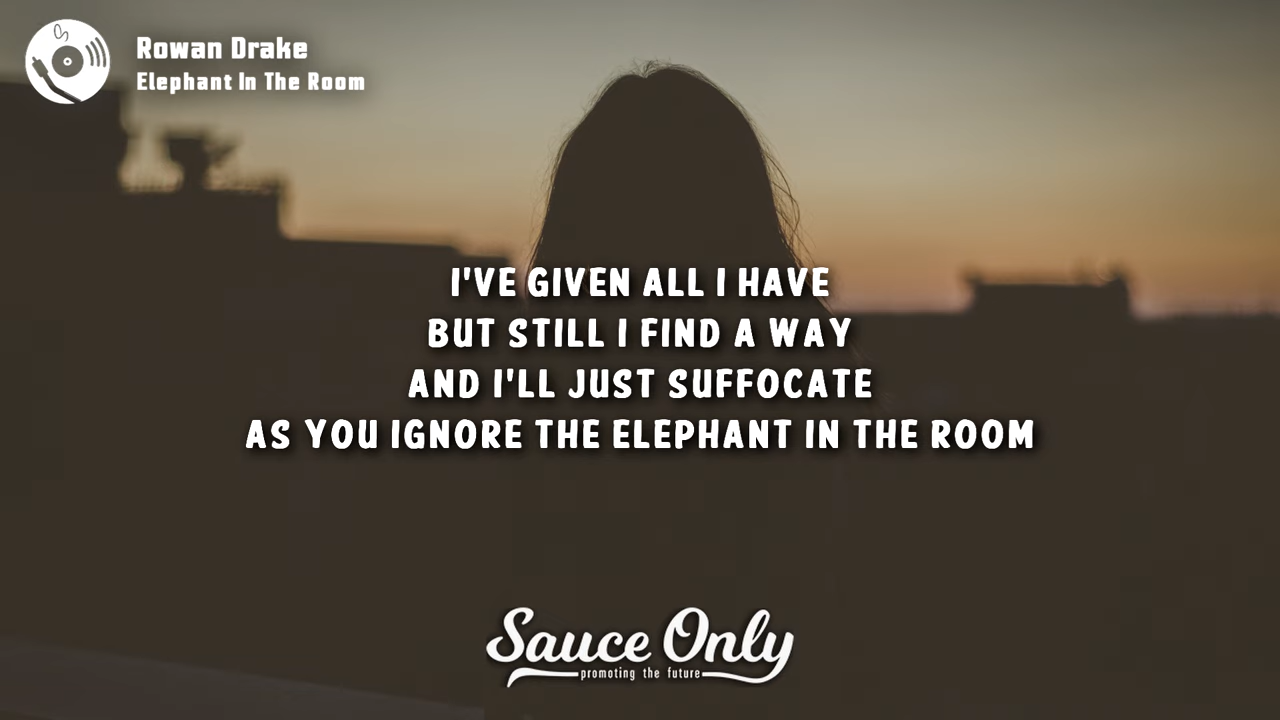 Rowan Drake
Elephant In The Room
I'VE GIVEN ALL I HAVE
BUT STILL I FIND A WAY
AND I'LL JUST SUFFOCATE
AS YOU IGNORE THE ELEPHANT IN THE ROOM
Sauce Only
promoting the future